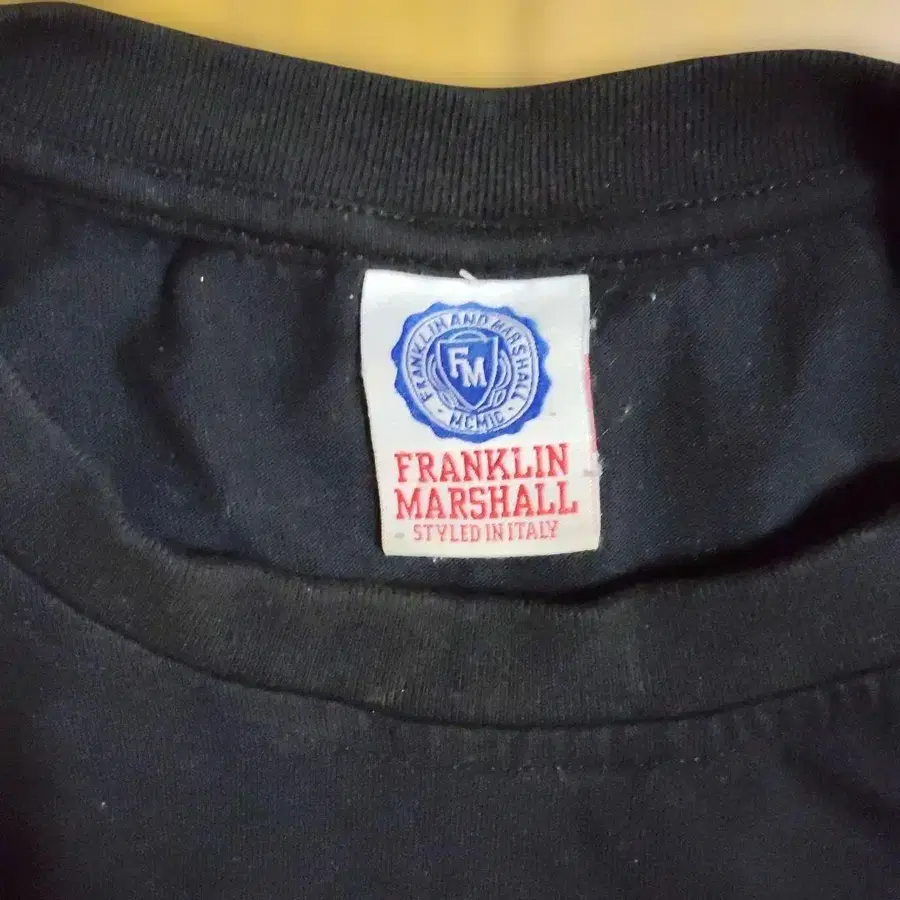 FRANKLIN AND MARSHALL
FM
MCMIC
FRANKLIN
MARSHALL
STYLED IN ITALY